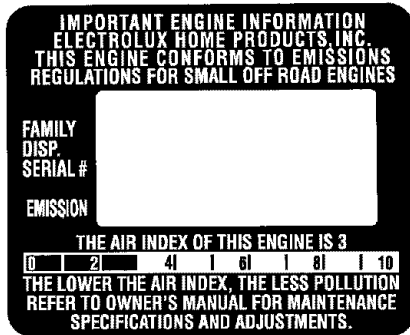 IMPORTANT ENGINE INFORMATION
ELECTROLUX HOME PRODUCTS, INC.
THIS ENGINE CONFORMS TO EMISSIONS
REGULATIONS FOR SMALL OFF ROAD ENGINES
FAMILY
DISP.
SERIAL #
EMISSION
THE AIR INDEX OF THIS ENGINE IS 3
0 2 4 6 8 10
THE LOWER THE AIR INDEX, THE LESS POLLUTION
REFER TO OWNER'S MANUAL FOR MAINTENANCE
SPECIFICATIONS AND ADJUSTMENTS.